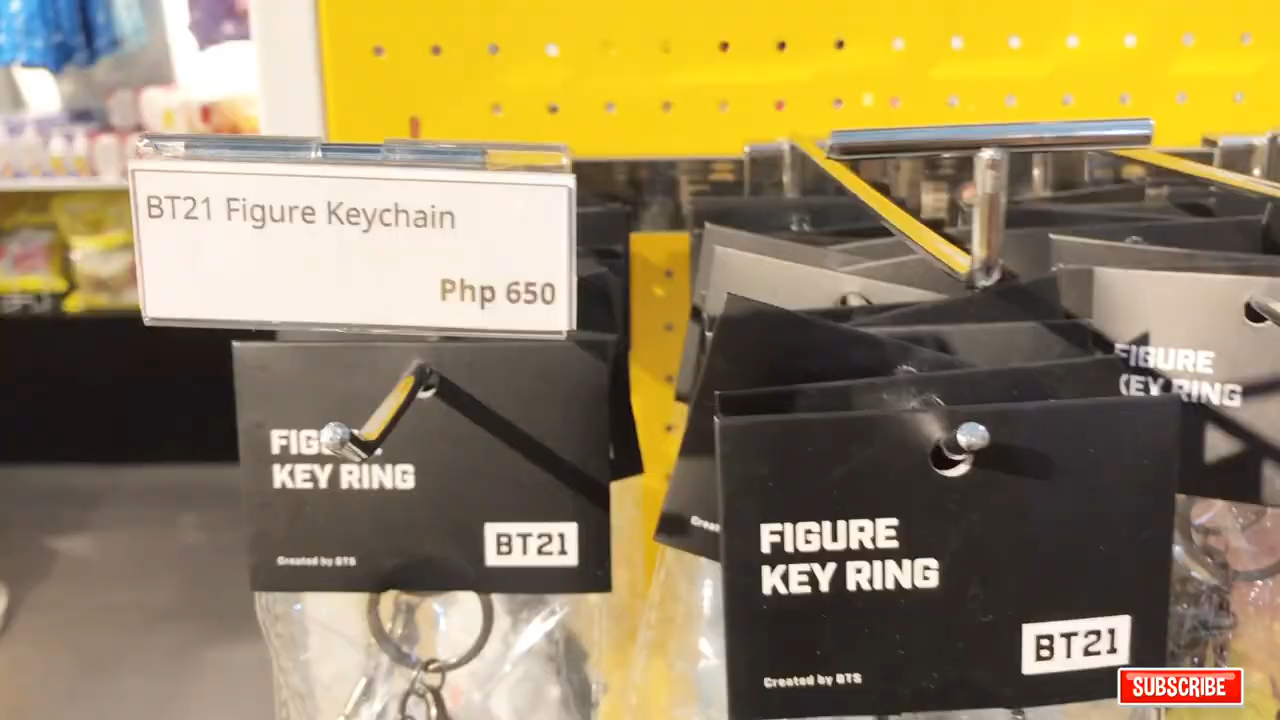 BT21 Figure Keychain
Php 650
KEY RING
BT21
Created by BTS
FIGURE
KEY RING
BT21
Created by BTS
FIGURE
KEY RING
SUBSCRIBE